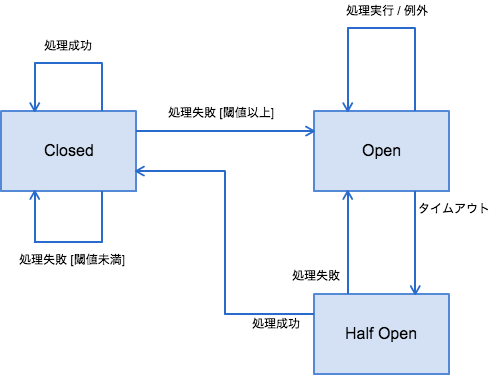 処理実行 / 例外
処理成功
処理失敗 [閾値以上]
Closed
Open
タイムアウト
処理失敗 [閾値未満]
処理失敗
処理成功
Half Open